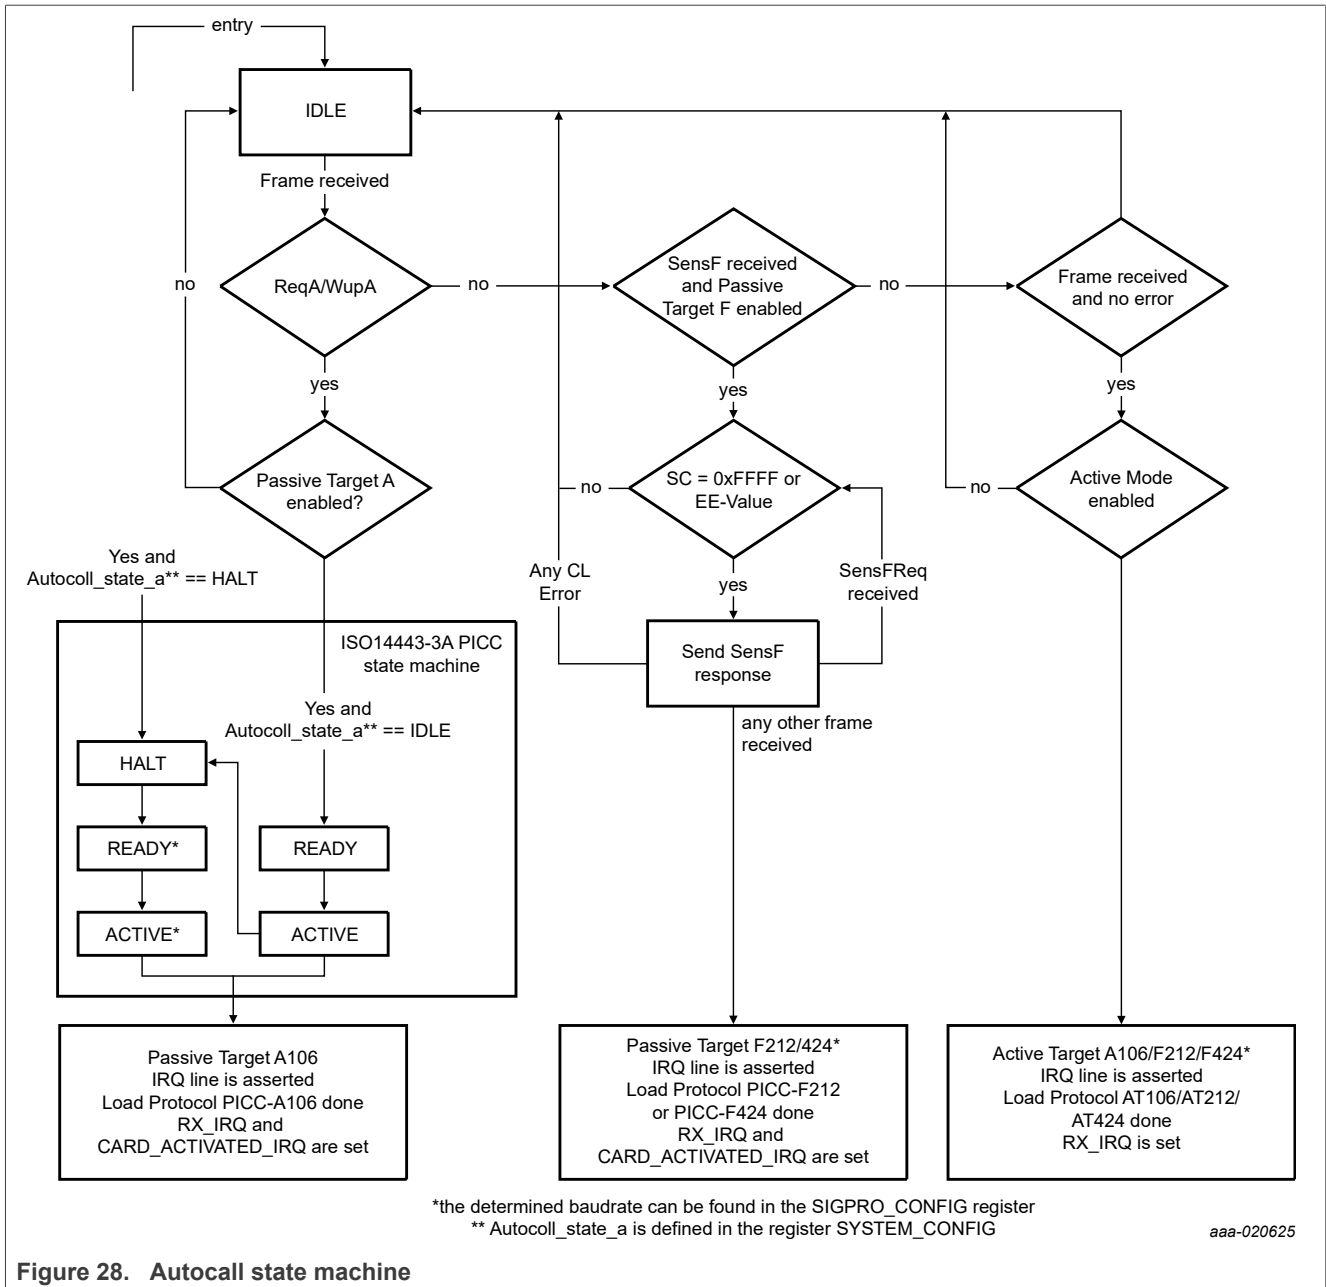 entry
IDLE
Frame received
ReqA/WupA
no
no
yes
Passive Target A
enabled?
SensF received
and Passive
Target F enabled
no
yes
Frame received
and no error
yes
SC = 0xFFFF or
EE-Value
no
yes
Active Mode
enabled
no
Any CL
Error
SensFReq
received
Send SensF
response
any other frame
received
Yes and
Autocoll_state_a** == HALT
ISO14443-3A PICC
state machine
Yes and
Autocoll_state_a** == IDLE
HALT
READY*
READY
ACTIVE*
ACTIVE
Passive Target A106
IRQ line is asserted
Load Protocol PICC-A106 done
RX_IRQ and
CARD_ACTIVATED_IRQ are set
Passive Target F212/424*
IRQ line is asserted
Load Protocol PICC-F212
or PICC-F424 done
RX_IRQ and
CARD_ACTIVATED_IRQ are set
Active Target A106/F212/F424*
IRQ line is asserted
Load Protocol AT106/AT212/
AT424 done
RX_IRQ is set
*the determined baudrate can be found in the SIGPRO_CONFIG register
** Autocoll_state_a is defined in the register SYSTEM_CONFIG
aaa-020625
Figure 28. Autocall state machine